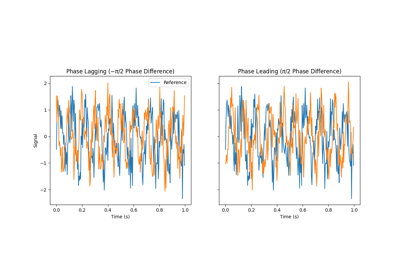 Phase Lagging (−π/2 Phase Difference)
Reference
Signal
2
1
0
−1
−2
0.0 0.2 0.4 0.6 0.8 1.0
Time (s)
Phase Leading (π/2 Phase Difference)
0.0 0.2 0.4 0.6 0.8 1.0
Time (s)